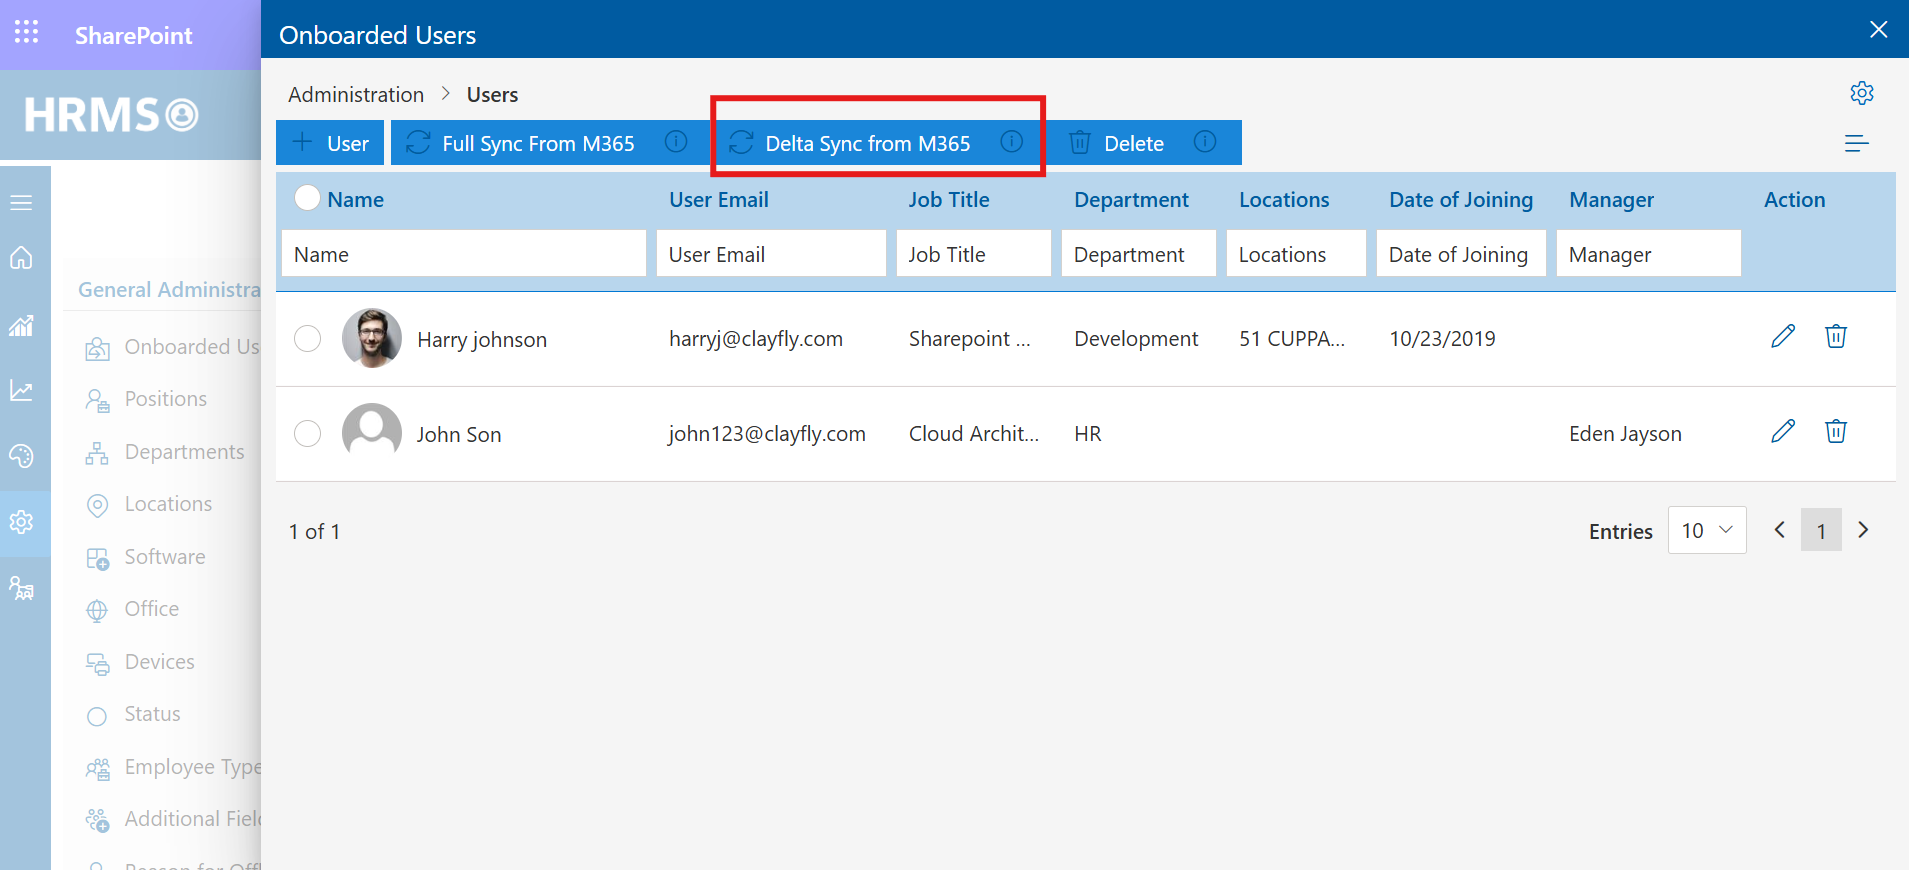 SharePoint
HRMS
Onboarded Users
Administration > Users
User
Full Sync From M365
Delta Sync from M365
Delete
General Administra
Onboarded Us
Positions
Departments
Locations
Software
Office
Devices
Status
Employee Type
Additional Field
Reason for Off
Name User Email Job Title Department Locations Date of Joining Manager Action
Name User Email Job Title Department Locations Date of Joining Manager
Harry johnson harryj@clayfly.com Sharepoint ... Development 51 CUPPA... 10/23/2019
John Son john123@clayfly.com Cloud Archit... HR Eden Jayson
1 of 1
Entries 10 1